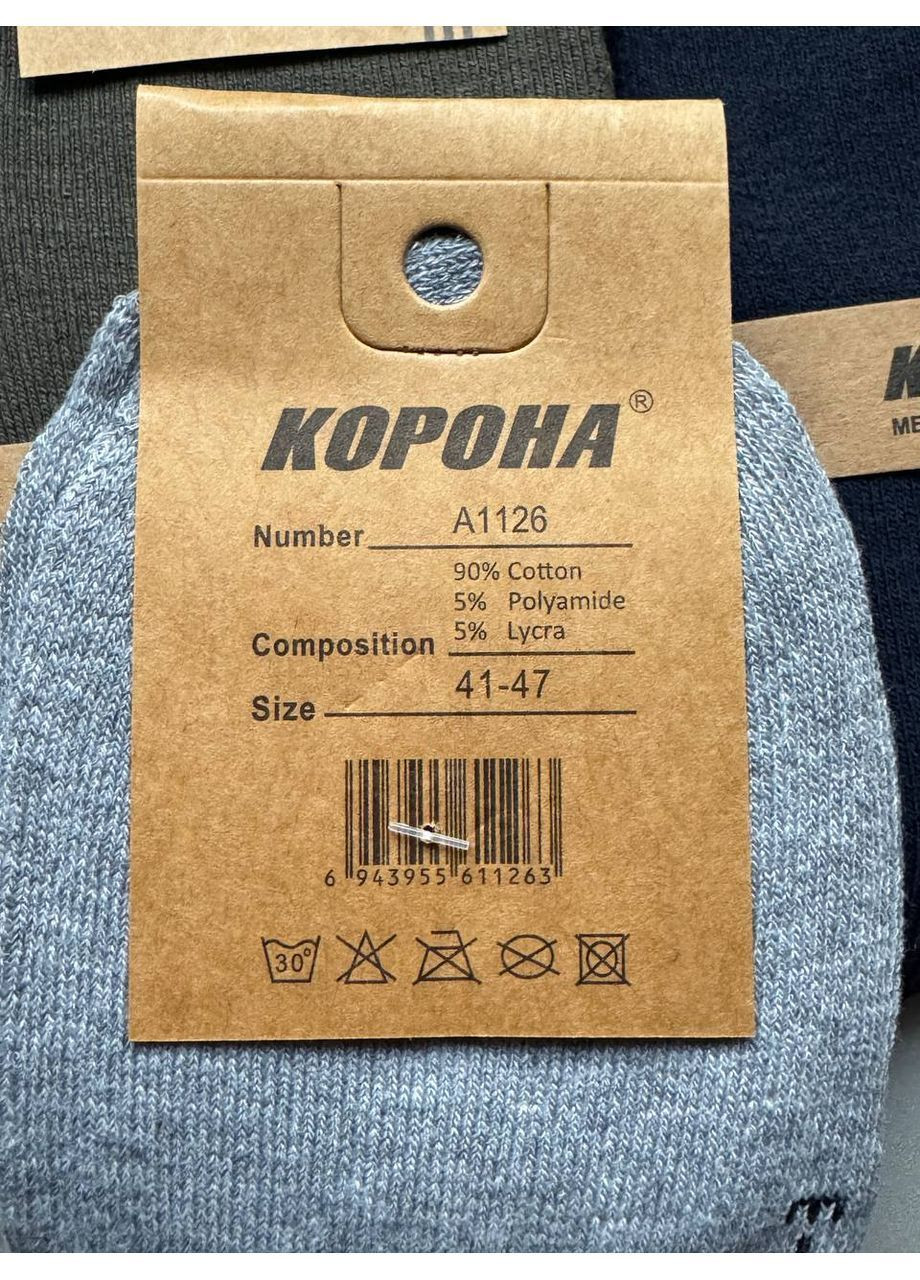 КОРОНА®
Number A1126
90% Cotton
5% Polyamide
Composition 5% Lycra
Size 41-47
6 943955 611263
30°